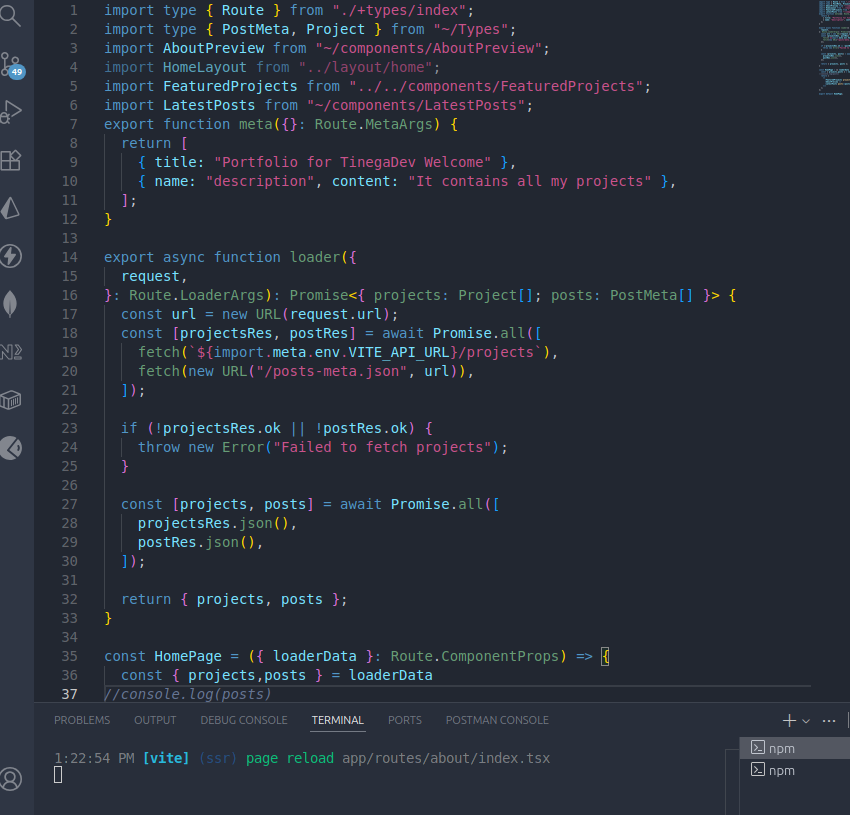 1 import type { Route } from "./+types/index";
2 import type { PostMeta, Project } from "~/Types";
3 import AboutPreview from "~/components/AboutPreview";
4 import HomeLayout from "../layout/home";
5 import FeaturedProjects from "../../components/FeaturedProjects";
6 import LatestPosts from "~/components/LatestPosts";
7 export function meta({}: Route.MetaArgs) {
8   return [
9     { title: "Portfolio for TinegaDev Welcome" },
10     { name: "description", content: "It contains all my projects" },
11   ];
12 }
13
14 export async function loader({
15   request,
16 }: Route.LoaderArgs): Promise<{ projects: Project[]; posts: PostMeta[] }> {
17   const url = new URL(request.url);
18   const [projectsRes, postRes] = await Promise.all([
19     fetch(`${import.meta.env.VITE_API_URL}/projects`),
20     fetch(new URL("/posts-meta.json", url)),
21   ]);
22
23   if (!projectsRes.ok || !postRes.ok) {
24     throw new Error("Failed to fetch projects");
25   }
26
27   const [projects, posts] = await Promise.all([
28     projectsRes.json(),
29     postRes.json(),
30   ]);
31
32   return { projects, posts };
33 }
34
35 const HomePage = ({ loaderData }: Route.ComponentProps) => {
36   const { projects,posts } = loaderData
37 //console.log(posts)
49
N
PROBLEMS OUTPUT DEBUG CONSOLE TERMINAL PORTS POSTMAN CONSOLE
1:22:54 PM [vite] (ssr) page reload app/routes/about/index.tsx
npm
npm